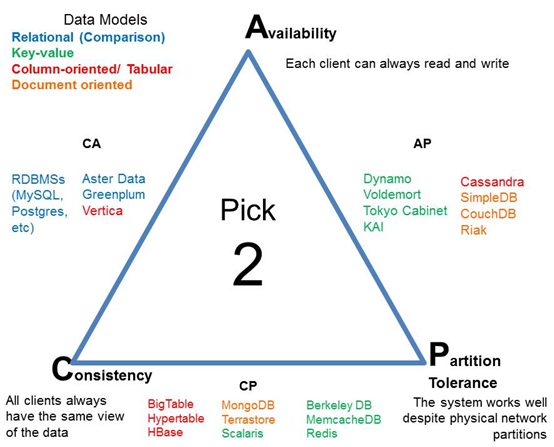 Data Models
Relational (Comparison)
Key-value
Column-oriented/ Tabular
Document oriented
Availability
Each client can always read and write
CA
RDBMSs
(MySQL,
Postgres,
etc)
Aster Data
Greenplum
Vertica
AP
Dynamo
Voldemort
Tokyo Cabinet
KAI
Cassandra
SimpleDB
CouchDB
Riak
Pick
2
Consistency
All clients always
have the same view
of the data
CP
BigTable
Hypertable
HBase
MongoDB
Terrastore
Scalaris
Berkeley DB
MemcacheDB
Redis
Partition
Tolerance
The system works well
despite physical network
partitions